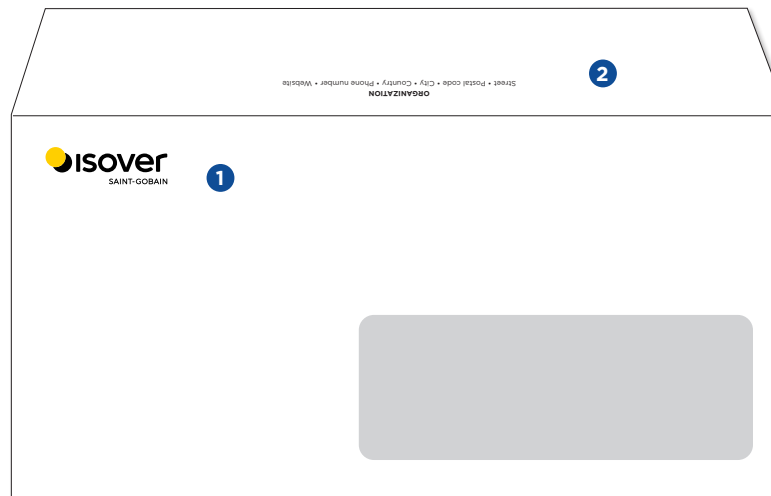 2
ORGANIZATION
Street • Postal code • City • Country • Phone number • Website
isover
SAINT-GOBAIN
1